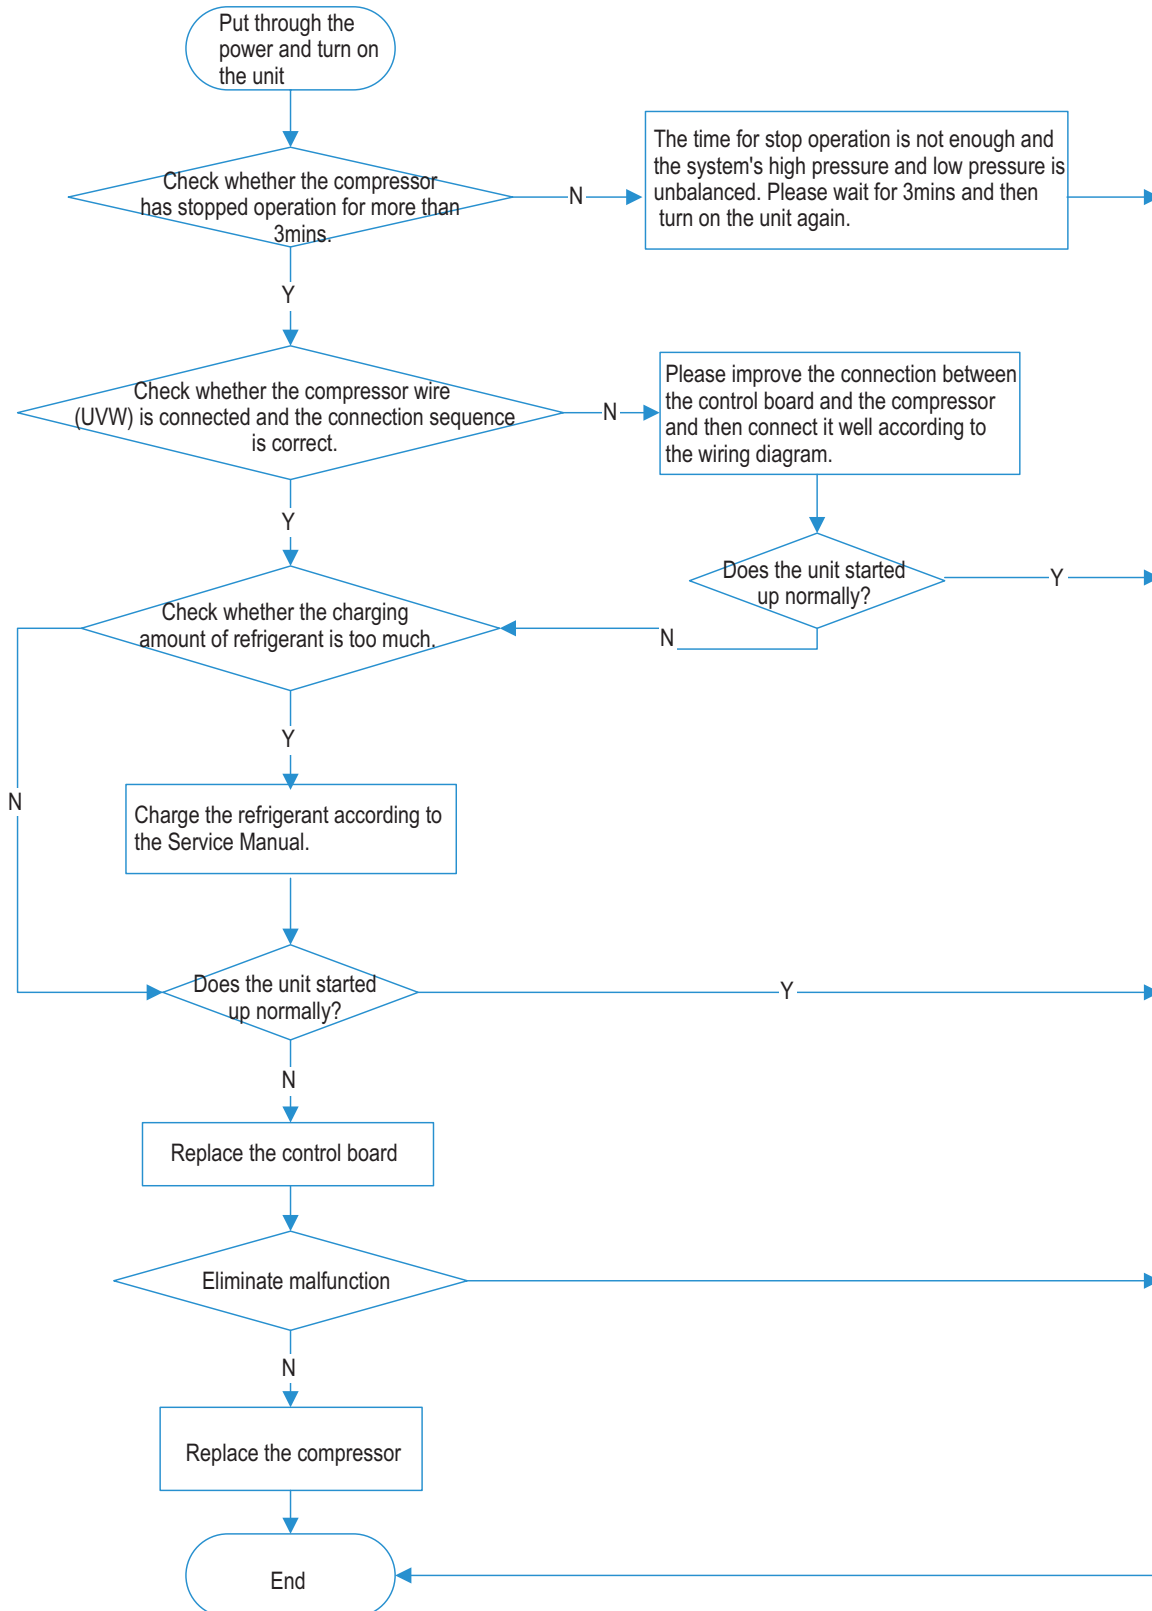 Put through the
power and turn on
the unit
Check whether the compressor
has stopped operation for more than
3mins.
N
The time for stop operation is not enough and
the system's high pressure and low pressure is
unbalanced. Please wait for 3mins and then
turn on the unit again.
Y
Check whether the compressor wire
(UVW) is connected and the connection sequence
is correct.
N
Please improve the connection between
the control board and the compressor
and then connect it well according to
the wiring diagram.
Y
Does the unit started
up normally?
Y
Check whether the charging
amount of refrigerant is too much.
N
Y
N
Charge the refrigerant according to
the Service Manual.
Does the unit started
up normally?
Y
N
Replace the control board
Eliminate malfunction
N
Replace the compressor
End